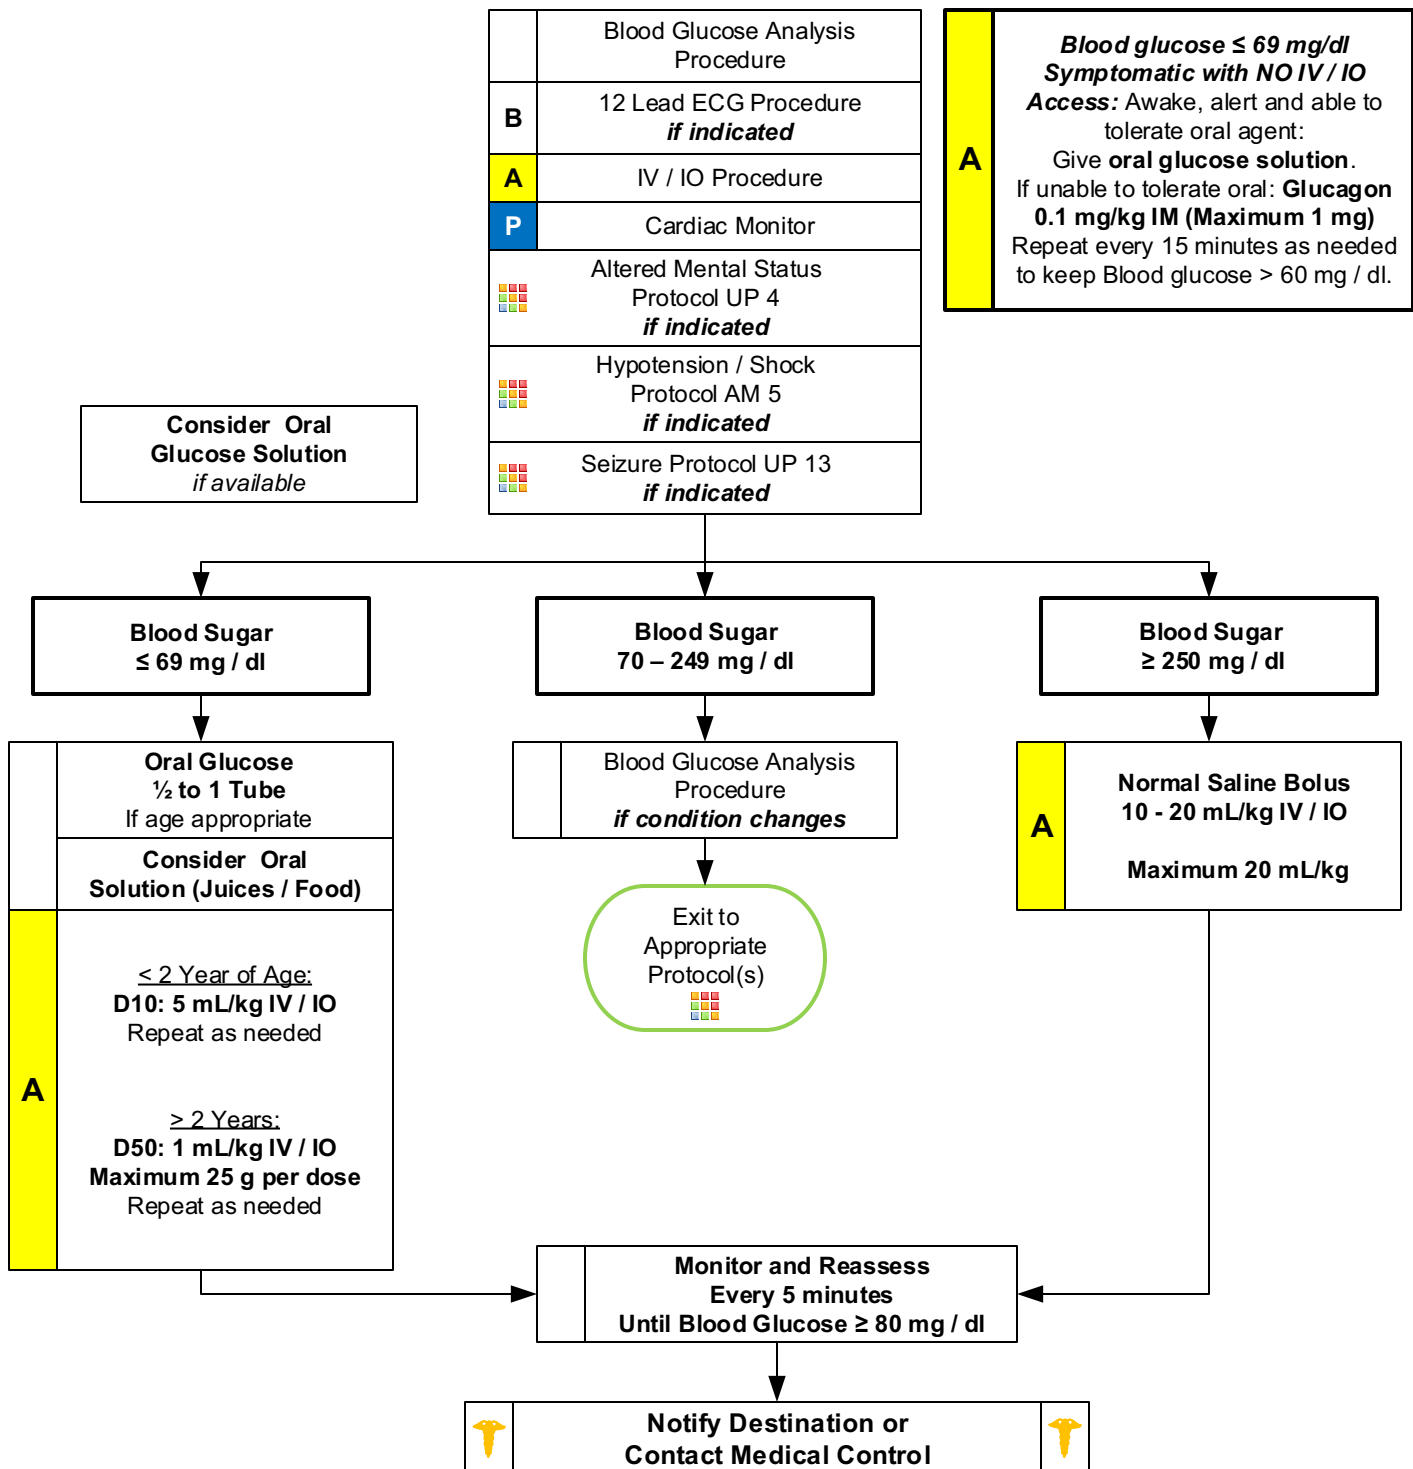 Blood Glucose Analysis
Procedure
B
12 Lead ECG Procedure
if indicated
A
IV / IO Procedure
P
Cardiac Monitor
Altered Mental Status
Protocol UP 4
if indicated
Hypotension / Shock
Protocol AM 5
if indicated
Seizure Protocol UP 13
if indicated
A
Blood glucose ≤ 69 mg/dl
Symptomatic with NO IV / IO
Access: Awake, alert and able to
tolerate oral agent:
Give oral glucose solution.
If unable to tolerate oral: Glucagon
0.1 mg/kg IM (Maximum 1 mg)
Repeat every 15 minutes as needed
to keep Blood glucose > 60 mg / dl.
Consider Oral
Glucose Solution
if available
Blood Sugar
≤ 69 mg / dl
Blood Sugar
70 – 249 mg / dl
Blood Sugar
≥ 250 mg / dl
Oral Glucose
½ to 1 Tube
If age appropriate
Consider Oral
Solution (Juices / Food)
A
< 2 Year of Age:
D10: 5 mL/kg IV / IO
Repeat as needed
> 2 Years:
D50: 1 mL/kg IV / IO
Maximum 25 g per dose
Repeat as needed
Blood Glucose Analysis
Procedure
if condition changes
Exit to
Appropriate
Protocol(s)
A
Normal Saline Bolus
10 - 20 mL/kg IV / IO
Maximum 20 mL/kg
Monitor and Reassess
Every 5 minutes
Until Blood Glucose ≥ 80 mg / dl
Notify Destination or
Contact Medical Control